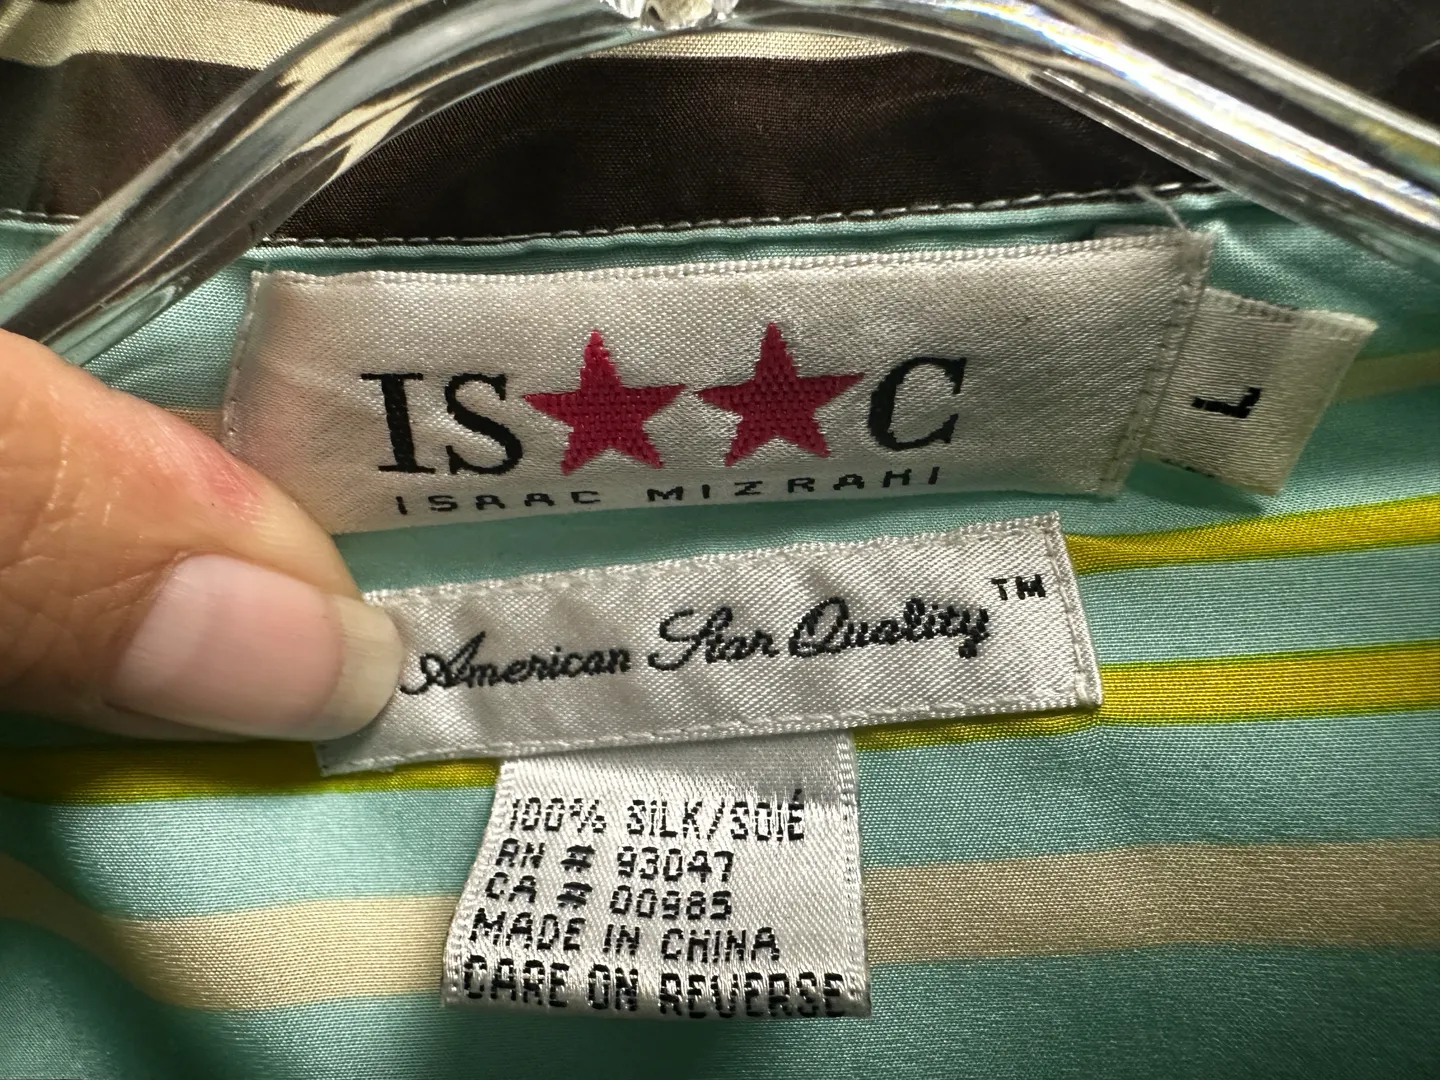 IS★★C
ISAAC MIZRAHI
L
American Star Quality™
100% SILK/SOIE
RN # 93047
CA # 00985
MADE IN CHINA
CARE ON REVERSE